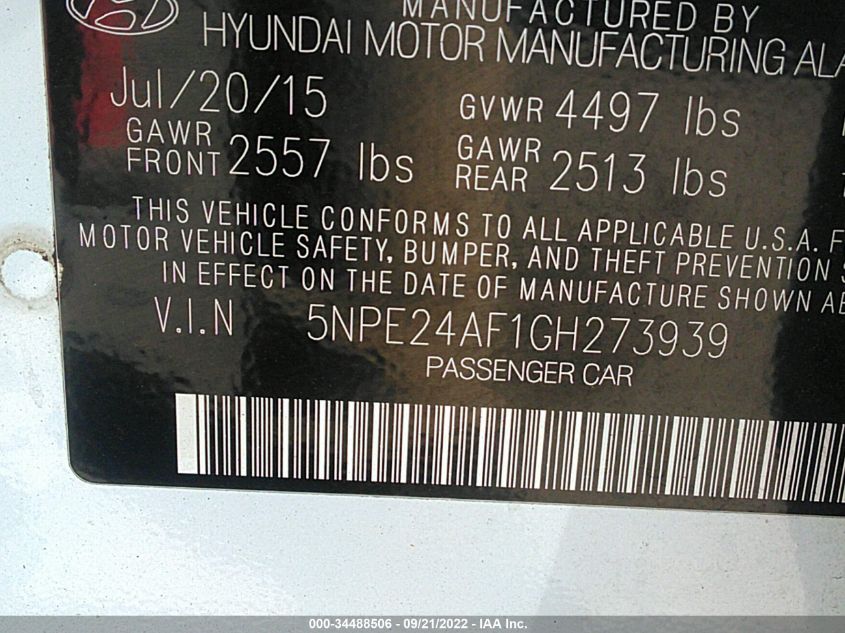 MANUFACTURED BY
HYUNDAI MOTOR MANUFACTURING ALA
Jul/20/15 GVWR 4497 lbs
GAWR FRONT 2557 lbs GAWR REAR 2513 lbs
THIS VEHICLE CONFORMS TO ALL APPLICABLE U.S.A. F
MOTOR VEHICLE SAFETY, BUMPER, AND THEFT PREVENTION S
IN EFFECT ON THE DATE OF MANUFACTURE SHOWN AB
V.I.N 5NPE24AF1GH273939
PASSENGER CAR
000-34488506 - 09/21/2022 - IAA Inc.